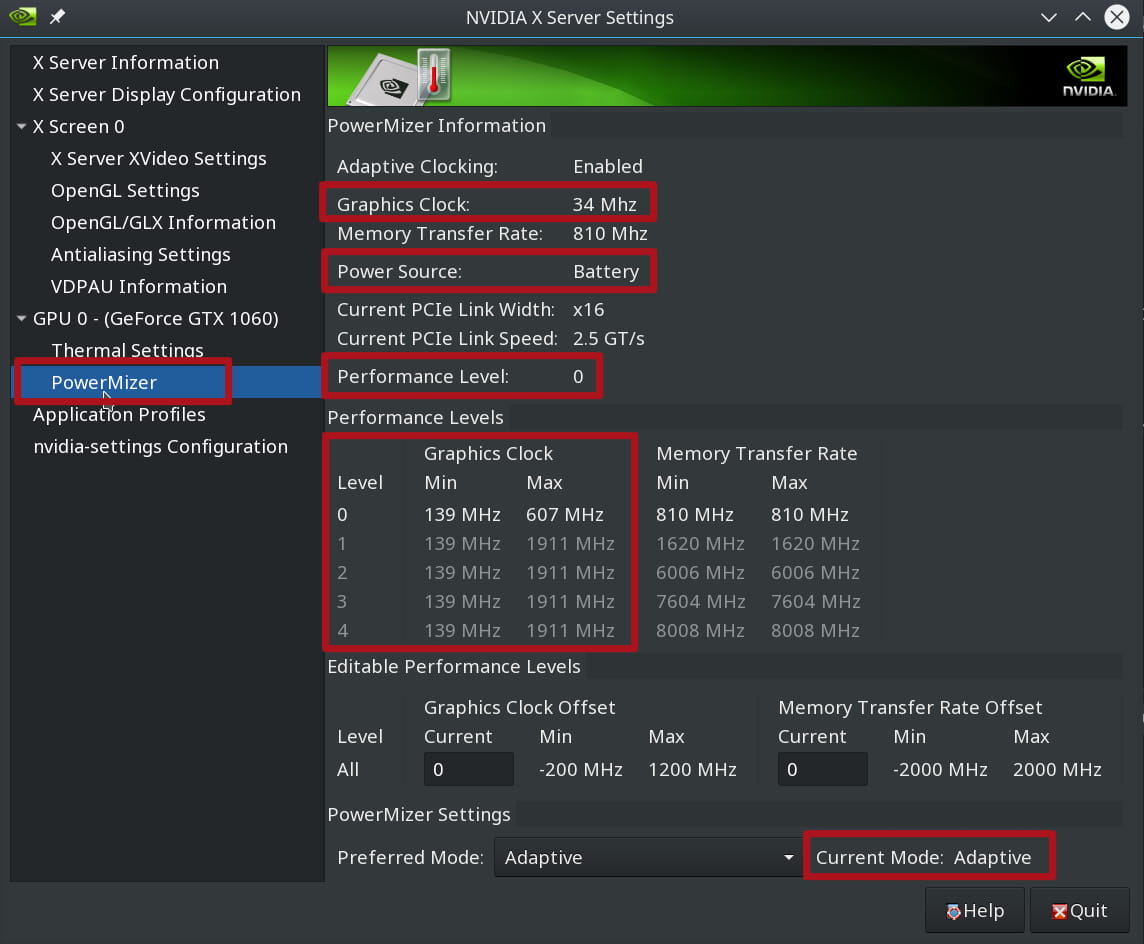 NVIDIA X Server Settings
X Server Information
X Server Display Configuration
X Screen 0
X Server XVideo Settings
OpenGL Settings
OpenGL/GLX Information
Antialiasing Settings
VDPAU Information
GPU 0 - (GeForce GTX 1060)
Thermal Settings
PowerMizer
Application Profiles
nvidia-settings Configuration
NVIDIA.
PowerMizer Information
Adaptive Clocking: Enabled
Graphics Clock: 34 Mhz
Memory Transfer Rate: 810 Mhz
Power Source: Battery
Current PCIe Link Width: x16
Current PCIe Link Speed: 2.5 GT/s
Performance Level: 0
Performance Levels
Graphics Clock Memory Transfer Rate
Level Min Max Min Max
0 139 MHz 607 MHz 810 MHz 810 MHz
1 139 MHz 1911 MHz 1620 MHz 1620 MHz
2 139 MHz 1911 MHz 6006 MHz 6006 MHz
3 139 MHz 1911 MHz 7604 MHz 7604 MHz
4 139 MHz 1911 MHz 8008 MHz 8008 MHz
Editable Performance Levels
Graphics Clock Offset Memory Transfer Rate Offset
Level Current Min Max Current Min Max
All 0 -200 MHz 1200 MHz 0 -2000 MHz 2000 MHz
PowerMizer Settings
Preferred Mode: Adaptive Current Mode: Adaptive
Help Quit